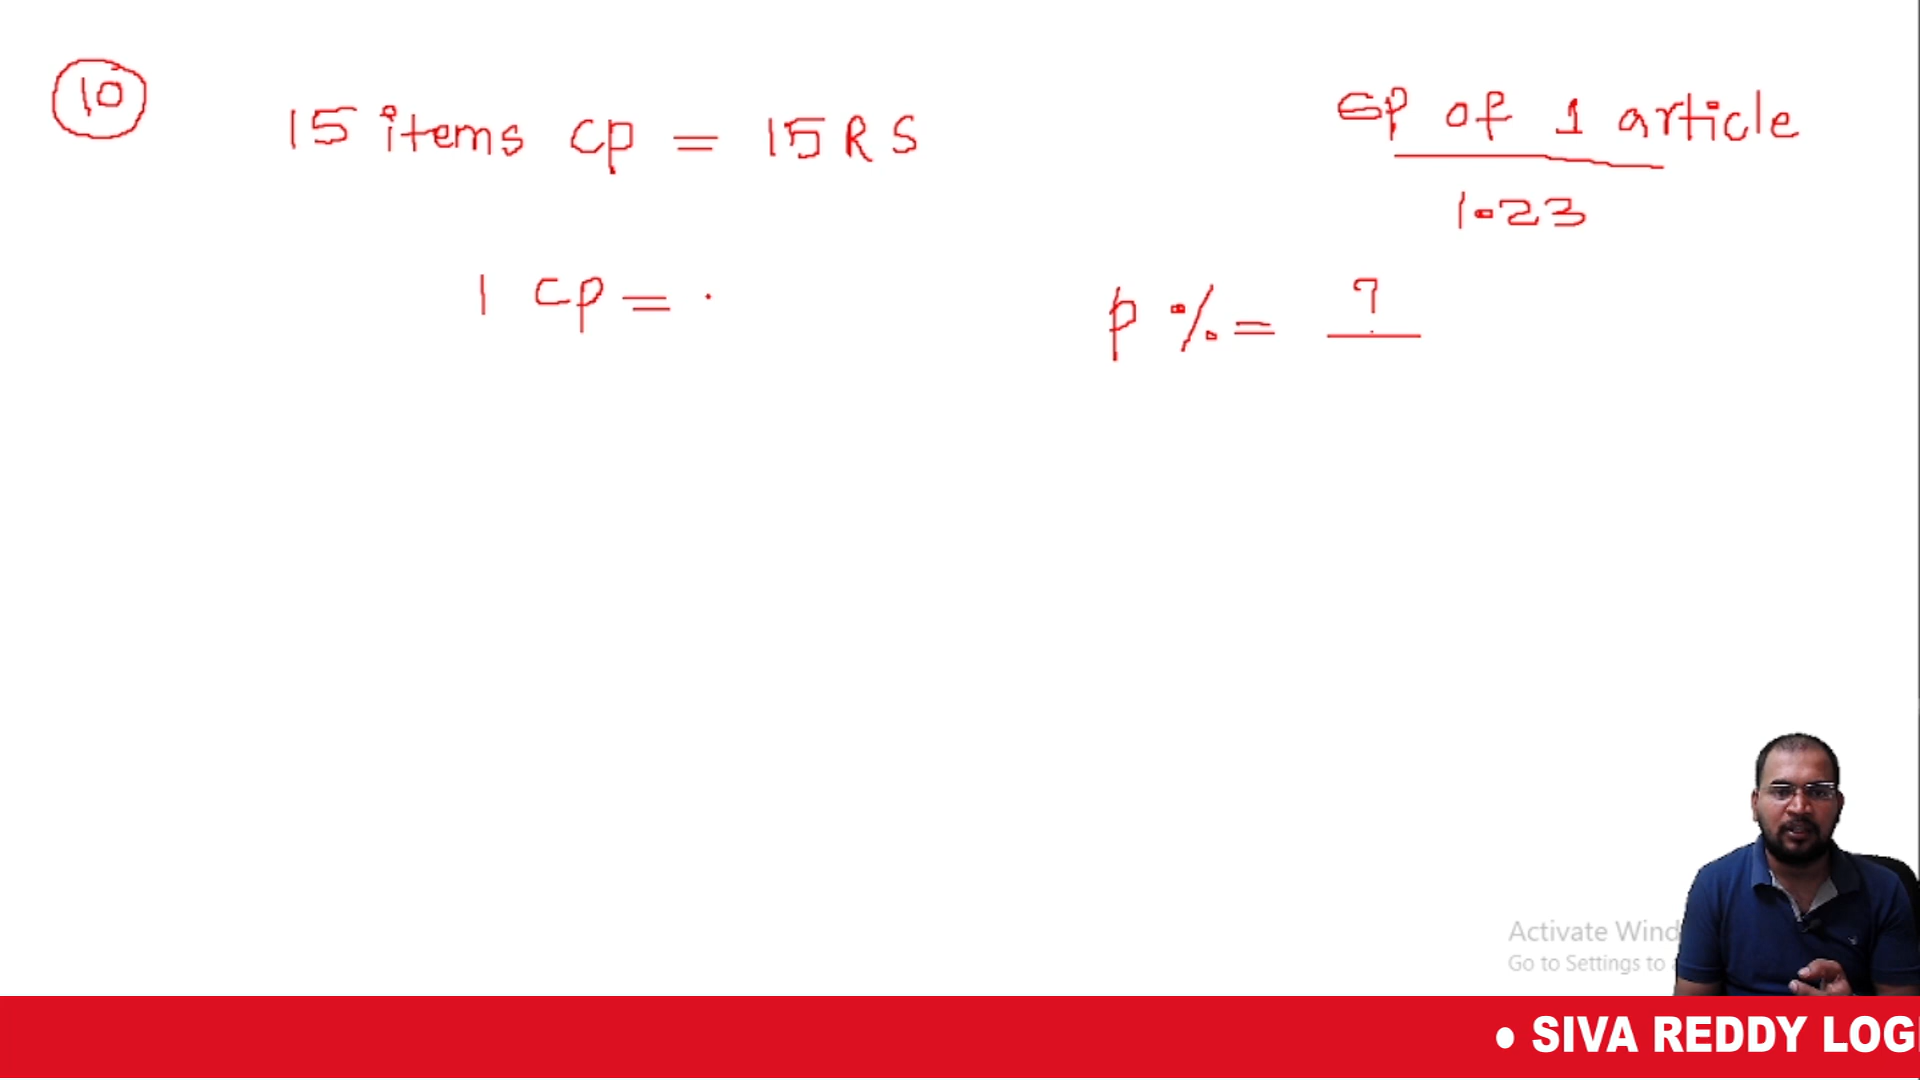 10
15 items CP = 15 RS
SP of 1 article
1.23
1 CP = .
P % = ?
Activate Wind
Go to Settings to
• SIVA REDDY LOGI